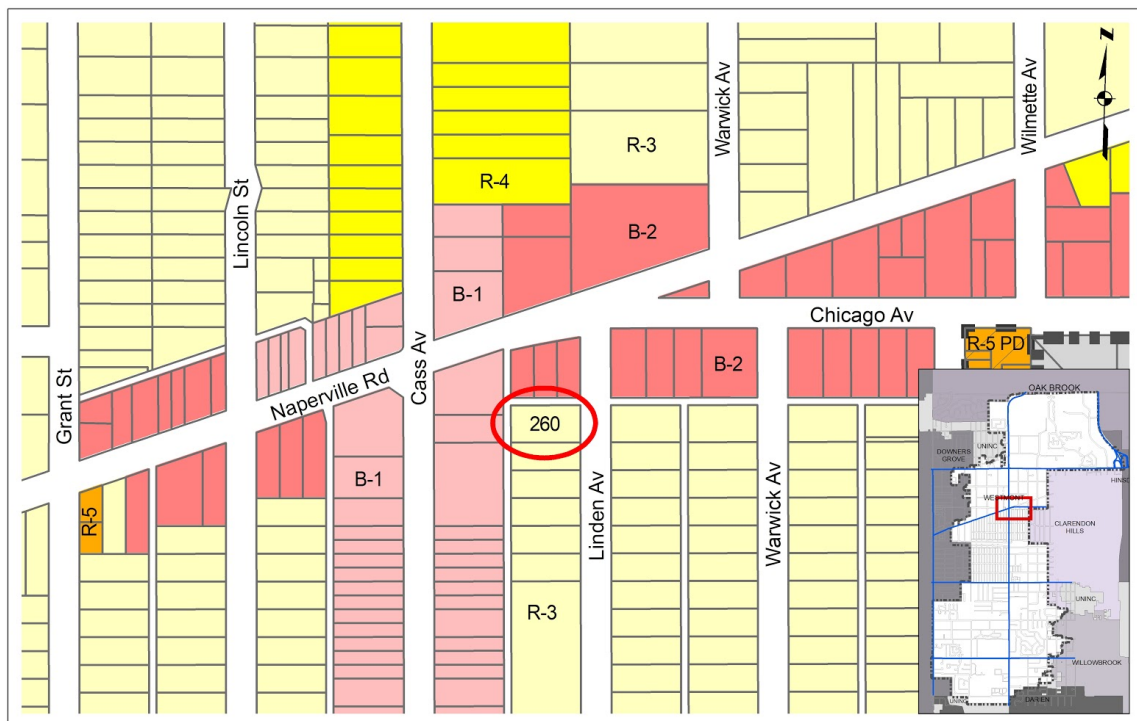 Z
Warwick Av
Wilmette Av
R-3
R-4
Lincoln St
B-2
B-1
Chicago Av
R-5 PD
Cass Av
B-2
Naperville Rd
Grant St
260
B-1
R-5
Linden Av
Warwick Av
R-3
OAK BROOK
DOWNERS
GROVE
UNINC
HINSD
WESTMONT
CLARENDON
HILLS
UNINC
WILLOWBROOK
UNINC
DARIEN